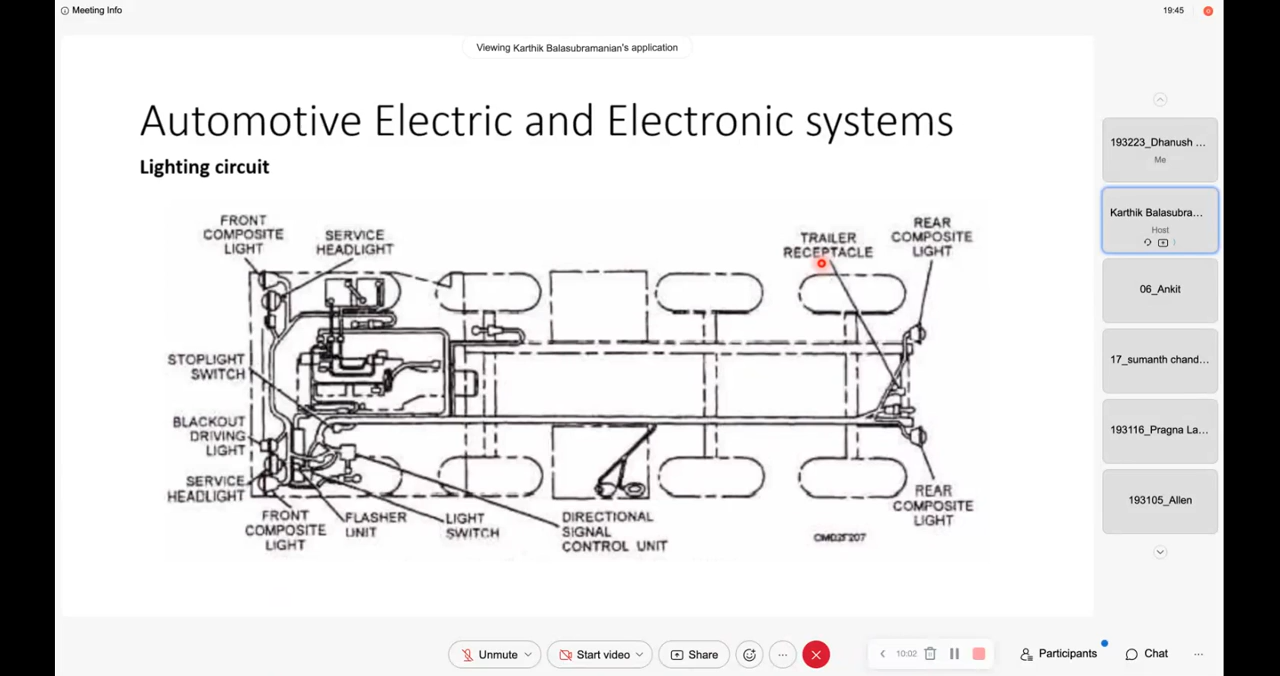 Meeting Info
19:45
Viewing Karthik Balasubramanian's application
Automotive Electric and Electronic systems
Lighting circuit
FRONT
COMPOSITE
LIGHT
SERVICE
HEADLIGHT
TRAILER
RECEPTACLE
REAR
COMPOSITE
LIGHT
STOPLIGHT
SWITCH
BLACKOUT
DRIVING
LIGHT
SERVICE
HEADLIGHT
FRONT
COMPOSITE
LIGHT
FLASHER
UNIT
LIGHT
SWITCH
DIRECTIONAL
SIGNAL
CONTROL UNIT
OMD2F207
REAR
COMPOSITE
LIGHT
193223_Dhanush ...
Me
Karthik Balasubra...
Host
06_Ankit
17_sumanth chand...
193116_Pragna La...
193105_Allen
Unmute
Start video
Share
10:02
Participants
Chat